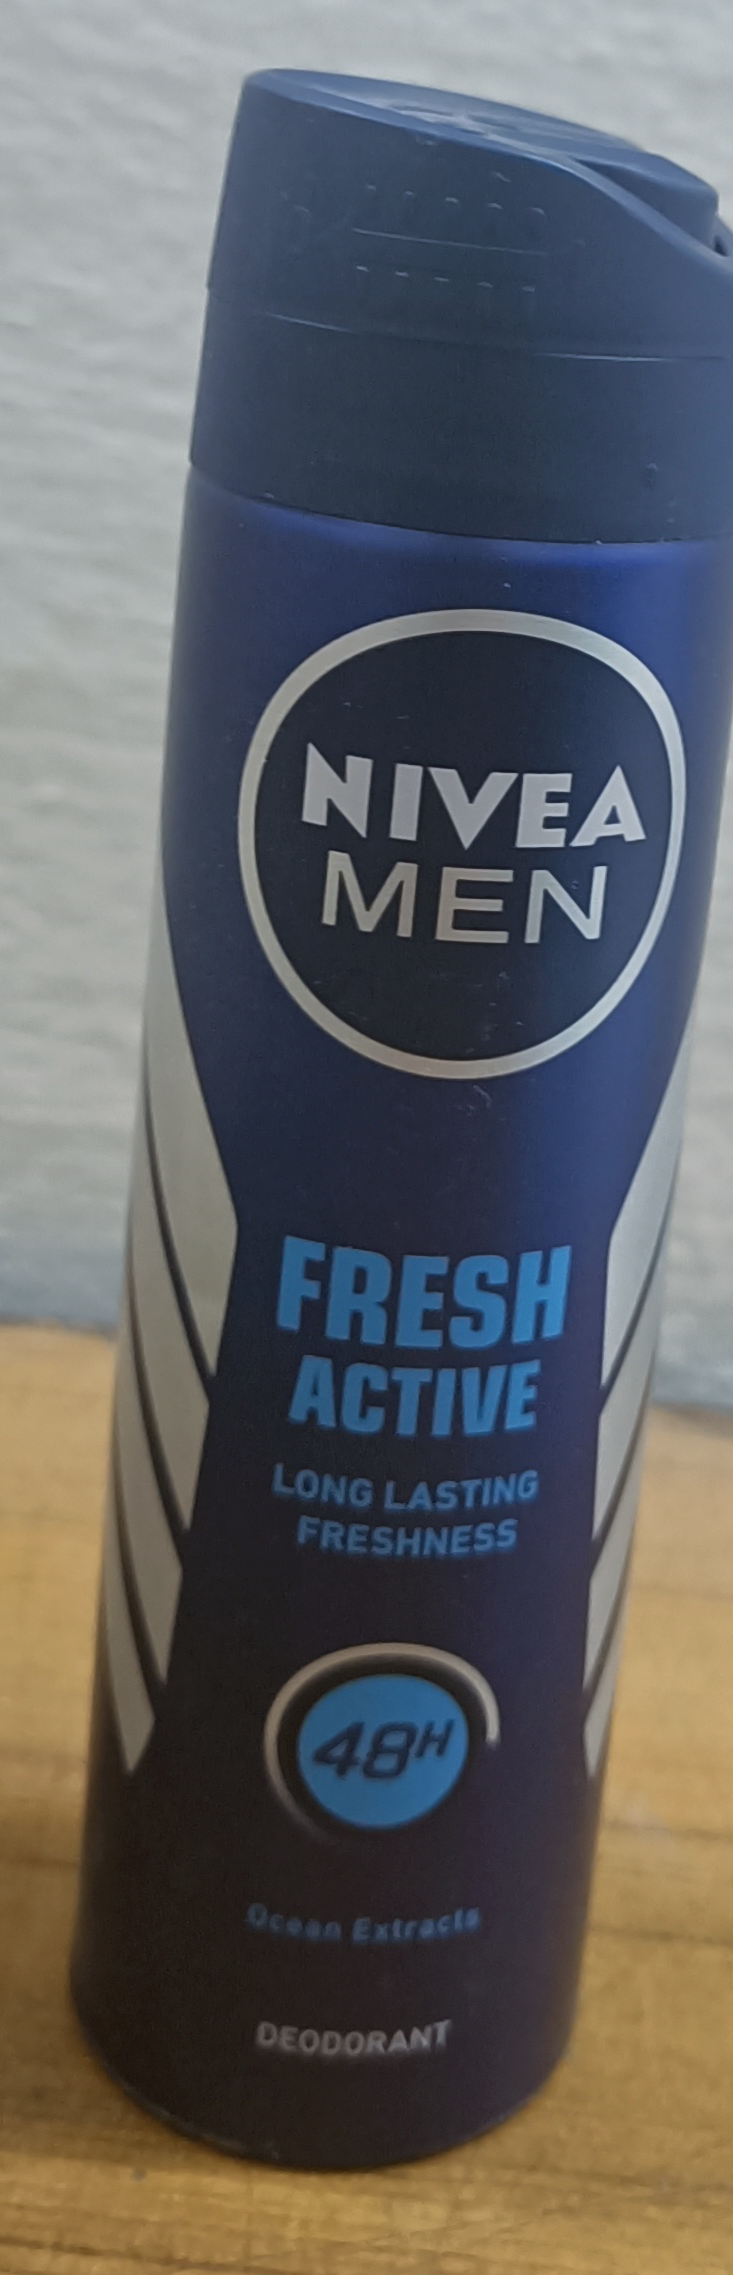 NIVEA
MEN
FRESH
ACTIVE
LONG LASTING
FRESHNESS
48H
Ocean Extracts
DEODORANT